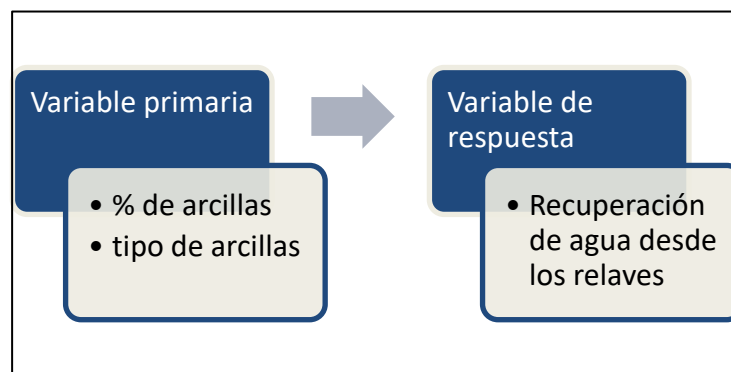 Variable primaria
• % de arcillas
• tipo de arcillas
Variable de
respuesta
• Recuperación
de agua desde
los relaves